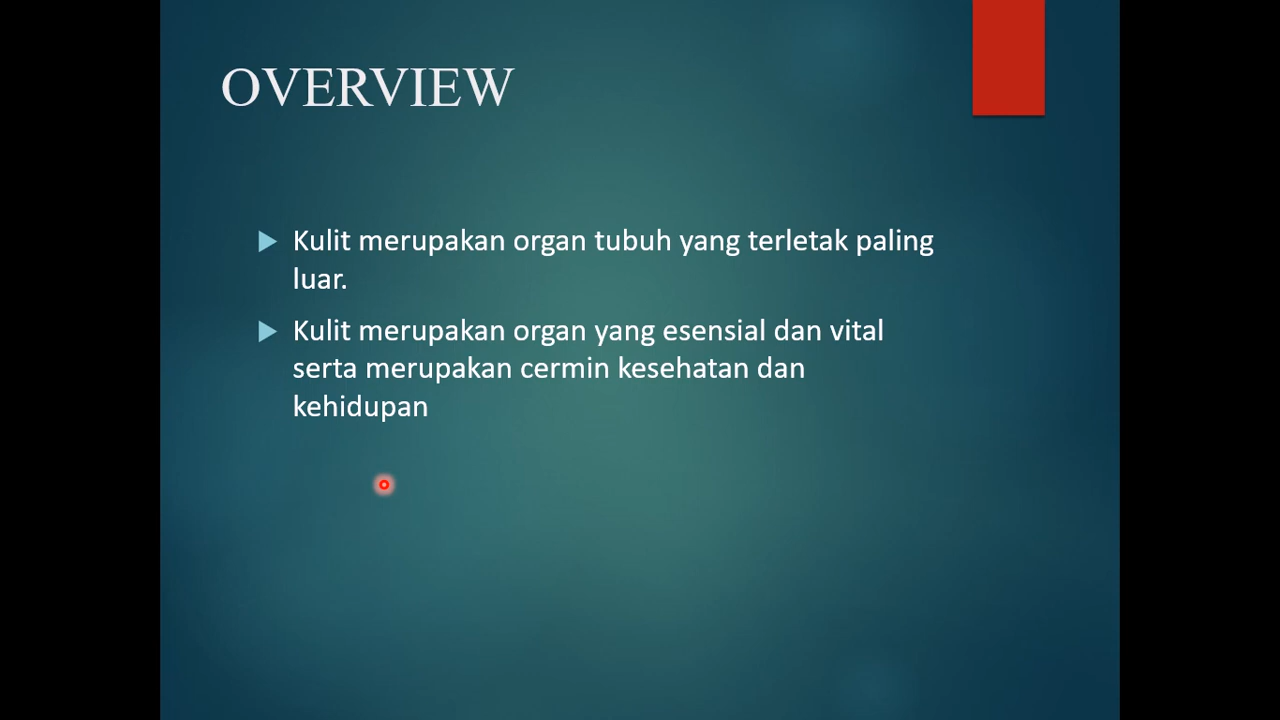 OVERVIEW
Kulit merupakan organ tubuh yang terletak paling
luar.
Kulit merupakan organ yang esensial dan vital
serta merupakan cermin kesehatan dan
kehidupan